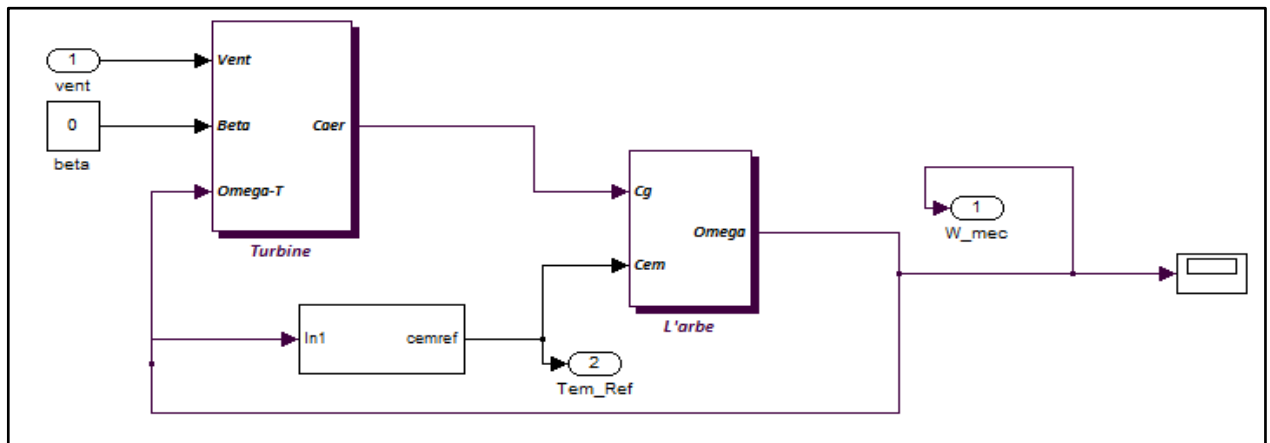 1
vent
0
beta
Vent
Beta
Caer
Omega-T
Turbine
Cg
Omega
Cem
L'arbe
1
W_mec
In1
cemref
2
Tem_Ref